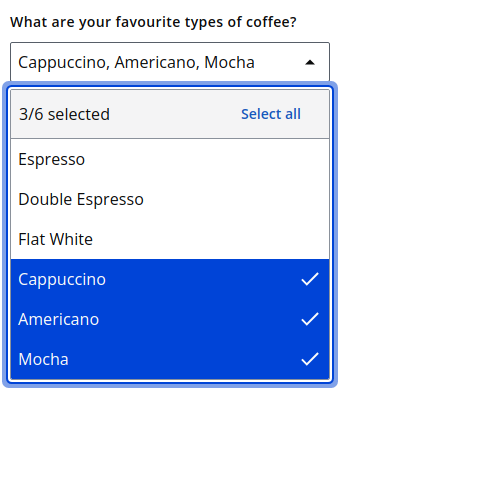 What are your favourite types of coffee?
Cappuccino, Americano, Mocha
3/6 selected Select all
Espresso
Double Espresso
Flat White
Cappuccino
Americano
Mocha